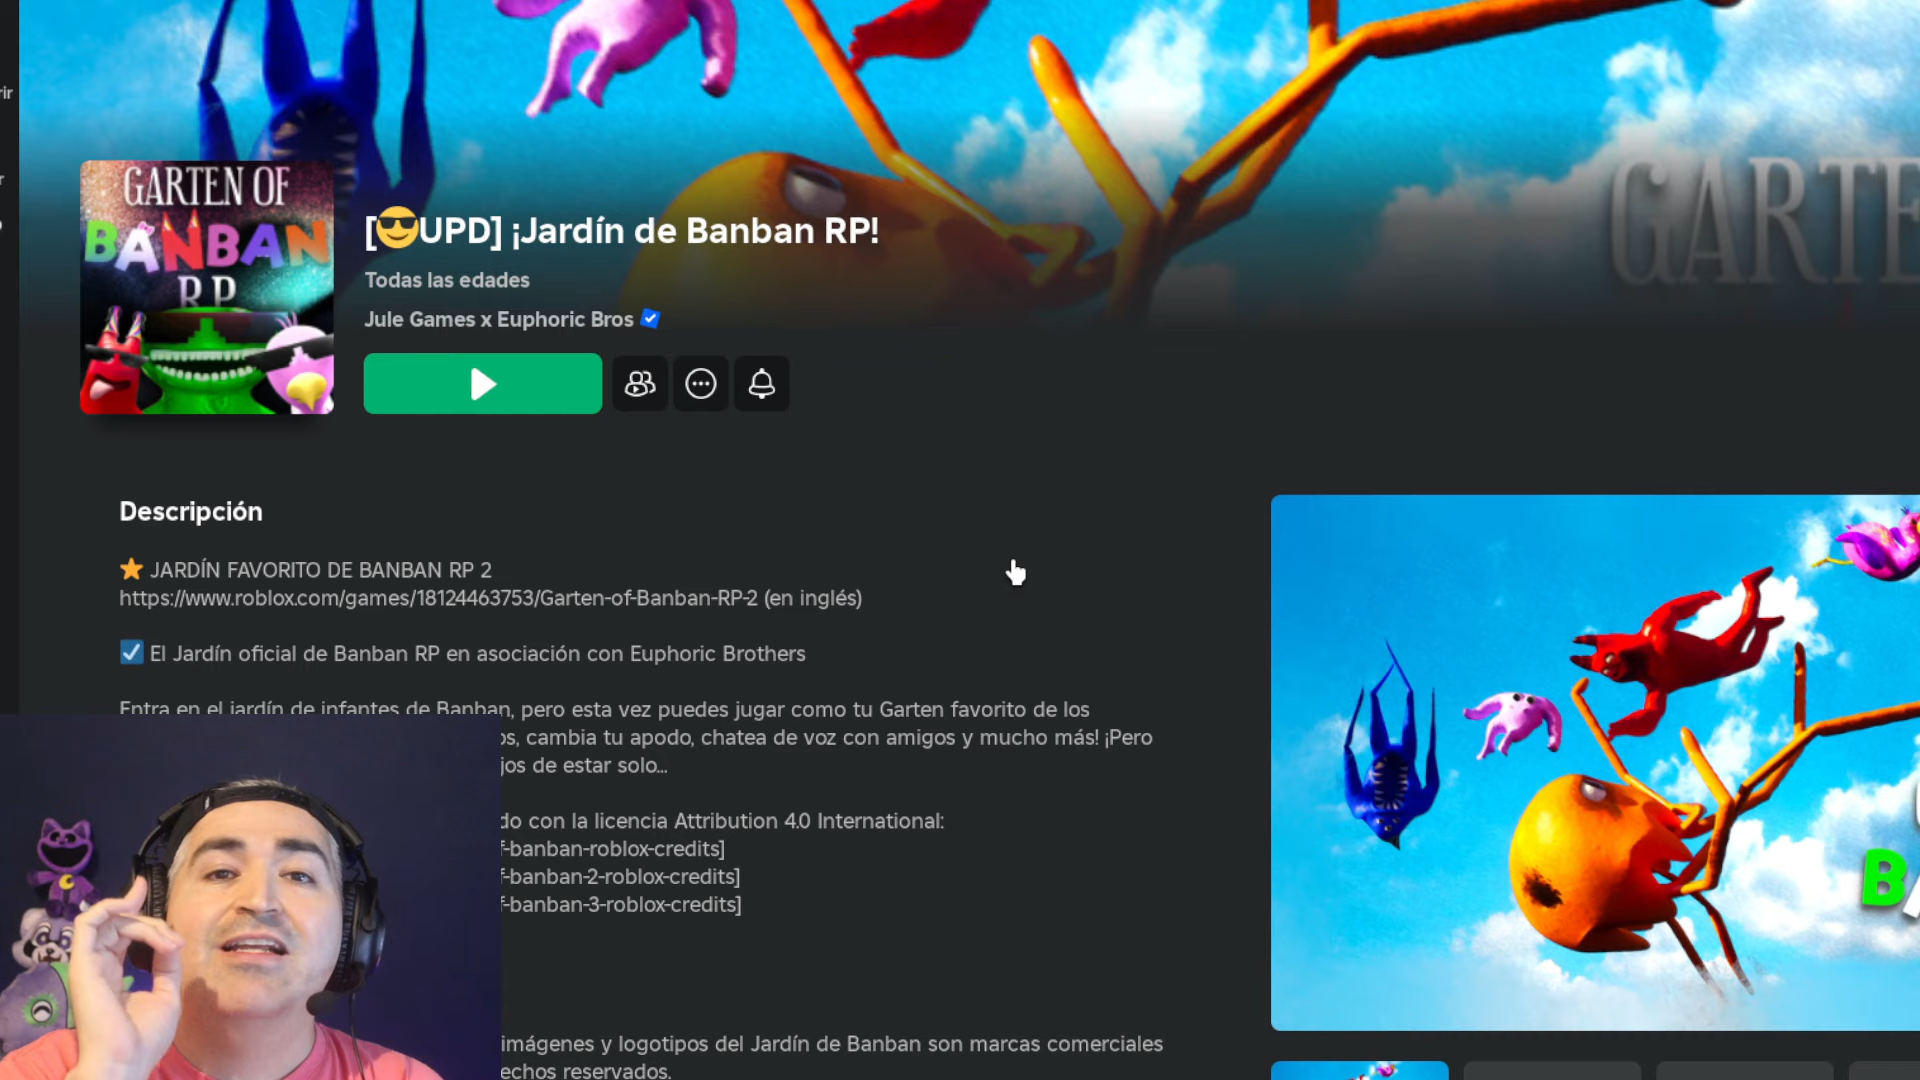 rir
r
GARTEN OF
BANBAN
RP
[😎UPD] ¡Jardín de Banban RP!
Todas las edades
Jule Games x Euphoric Bros
GARTE
Descripción
⭐ JARDÍN FAVORITO DE BANBAN RP 2
https://www.roblox.com/games/18124463753/Garten-of-Banban-RP-2 (en inglés)
☑ El Jardín oficial de Banban RP en asociación con Euphoric Brothers
Entra en el jardín de infantes de Banban, pero esta vez puedes jugar como tu Garten favorito de los
os, cambia tu apodo, chatea de voz con amigos y mucho más! ¡Pero
jos de estar solo...
do con la licencia Attribution 4.0 International:
f-banban-roblox-credits]
f-banban-2-roblox-credits]
f-banban-3-roblox-credits]
imágenes y logotipos del Jardín de Banban son marcas comerciales
echos reservados.
B